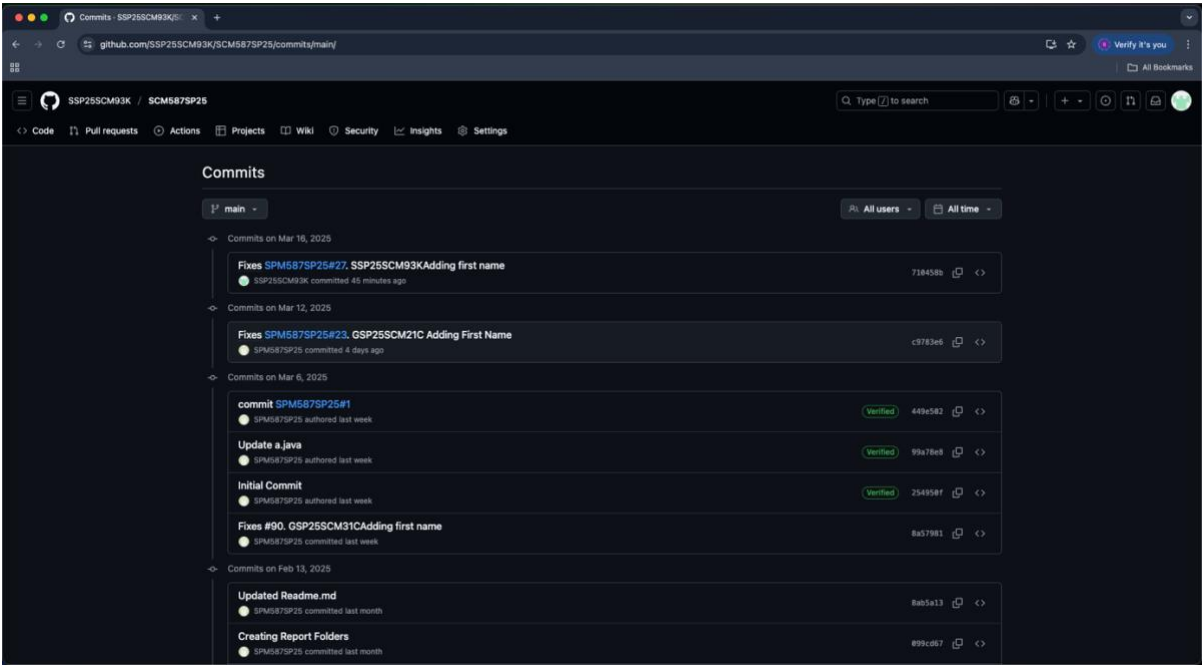 Commits · SSP25SCM93K/SC
github.com/SSP25SCM93K/SCM587SP25/commits/main/
Verify it's you
All Bookmarks
SSP25SCM93K / SCM587SP25
Type / to search
Code Pull requests Actions Projects Wiki Security Insights Settings
Commits
main
All users
All time
Commits on Mar 16, 2025
Fixes SPM587SP25#27. SSP25SCM93KAdding first name
710458b
SSP25SCM93K committed 45 minutes ago
Commits on Mar 12, 2025
Fixes SPM587SP25#23. GSP25SCM21C Adding First Name
c9783e6
SPM587SP25 committed 4 days ago
Commits on Mar 6, 2025
commit SPM587SP25#1
Verified 449e502
SPM587SP25 authored last week
Update a.java
Verified 99a78e8
SPM587SP25 authored last week
Initial Commit
Verified 254950f
SPM587SP25 authored last week
Fixes #90. GSP25SCM31CAdding first name
8a57981
SPM587SP25 committed last week
Commits on Feb 13, 2025
Updated Readme.md
8ab5a13
SPM587SP25 committed last month
Creating Report Folders
099cd67
SPM587SP25 committed last month